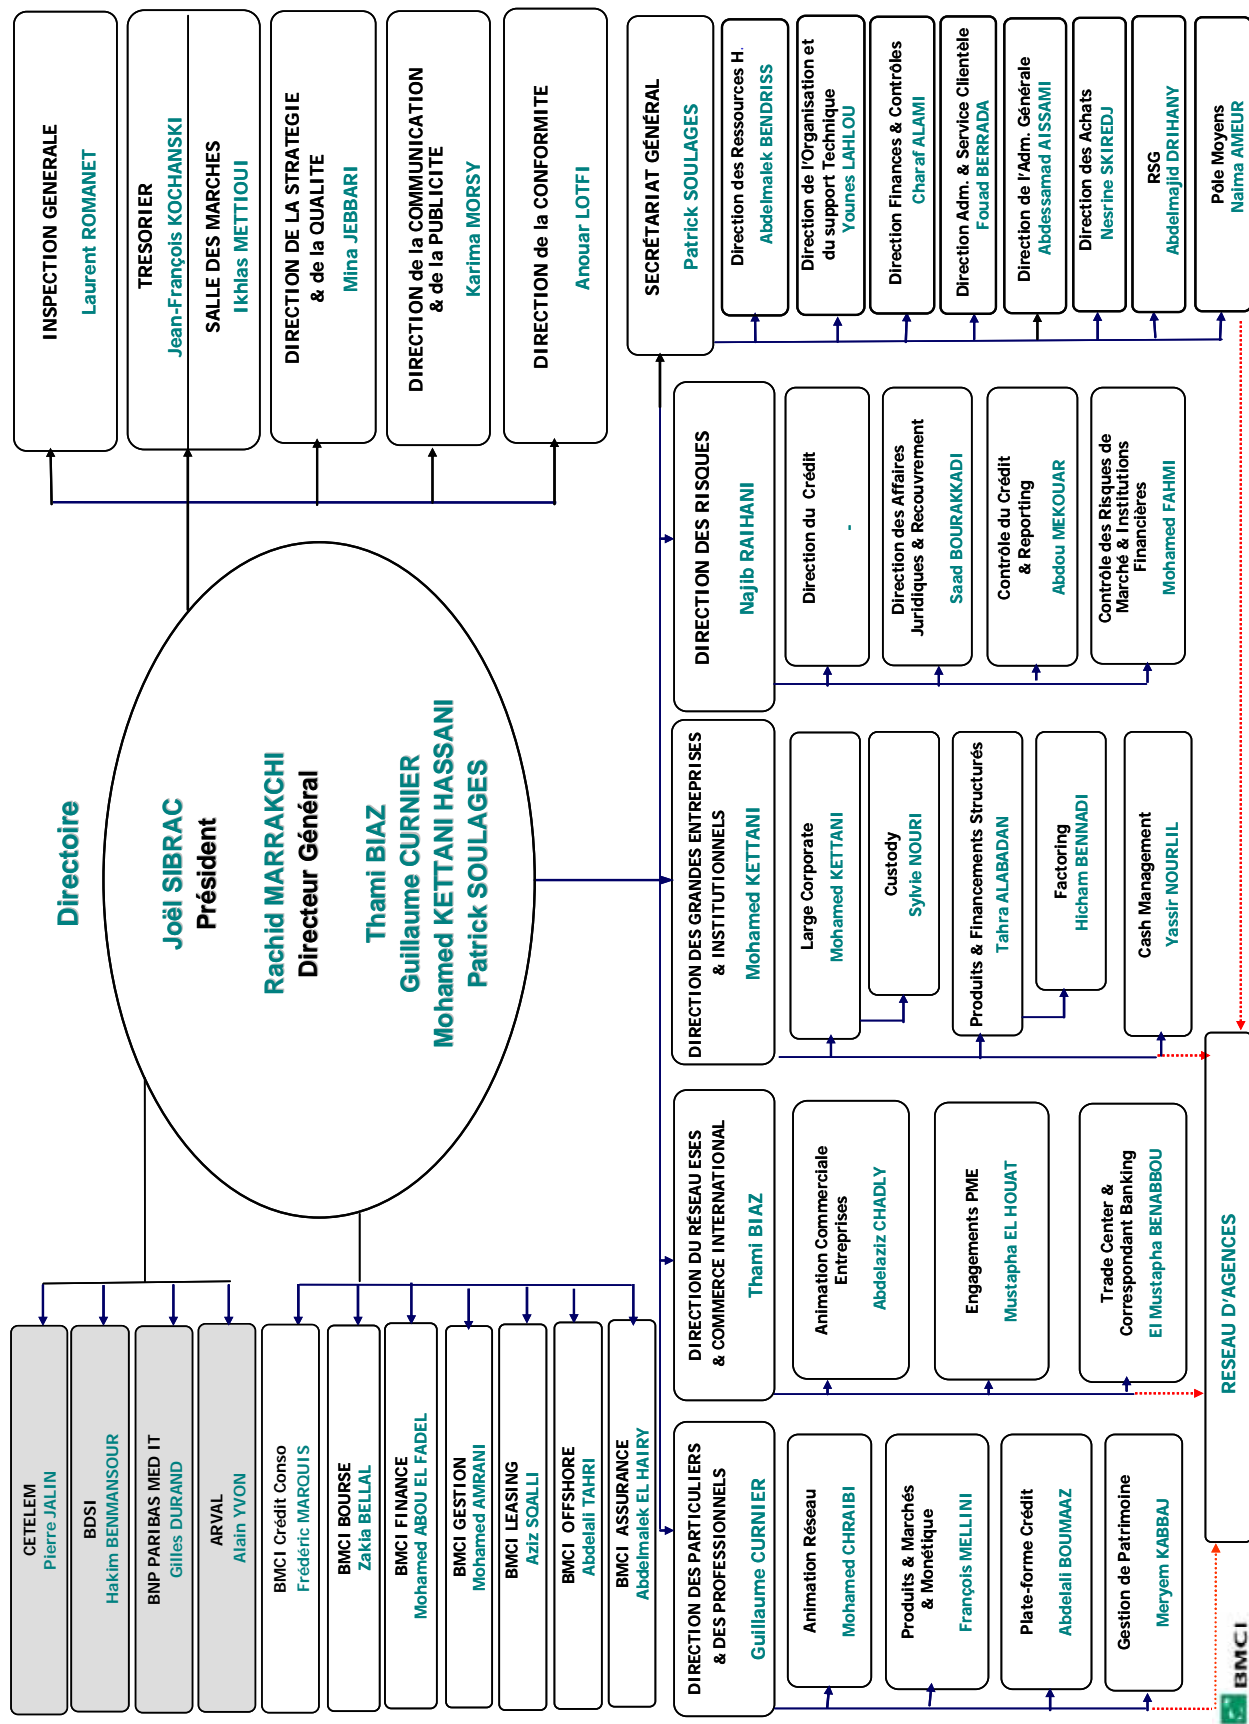 Directoire
Joël SIBRAC
Président
Rachid MARRAKCHI
Directeur Général
Thami BIAZ
Guillaume CURNIER
Mohamed KETTANI HASSANI
Patrick SOULAGES
CETELEM
Pierre JALIN
BDSI
Hakim BENMANSOUR
BNP PARIBAS MED IT
Gilles DURAND
ARVAL
Alain YVON
BMCI Crédit Conso
Frédéric MARQUIS
BMCI BOURSE
Zakia BELLAL
BMCI FINANCE
Mohamed ABOU EL FADEL
BMCI GESTION
Mohamed AMRANI
BMCI LEASING
Aziz SQALLI
BMCI OFFSHORE
Abdelali TAHRI
BMCI ASSURANCE
Abdelmalek EL HAIRY
INSPECTION GENERALE
Laurent ROMANET
TRESORIER
Jean-François KOCHANSKI
SALLE DES MARCHES
Ikhlas METTIOUI
DIRECTION DE LA STRATEGIE
& de la QUALITE
Mina JEBBARI
DIRECTION de la COMMUNICATION
& de la PUBLICITE
Karima MORSY
DIRECTION de la CONFORMITE
Anouar LOTFI
DIRECTION DES PARTICULIERS
& DES PROFESSIONNELS
Guillaume CURNIER
Animation Réseau
Mohamed CHRAIBI
Produits & Marchés
& Monétique
François MELLINI
Plate-forme Crédit
Abdelali BOUMAAZ
Gestion de Patrimoine
Meryem KABBAJ
DIRECTION DU RÉSEAU ESES
& COMMERCE INTERNATIONAL
Thami BIAZ
Animation Commerciale
Entreprises
Abdelaziz CHADLY
Engagements PME
Mustapha EL HOUAT
Trade Center &
Correspondant Banking
El Mustapha BENABBOU
DIRECTION DES GRANDES ENTREPRISES
& INSTITUTIONNELS
Mohamed KETTANI
Large Corporate
Mohamed KETTANI
Custody
Sylvie NOURI
Produits & Financements Structurés
Tahra ALABADAN
Factoring
Hicham BENNADI
Cash Management
Yassir NOURLIL
DIRECTION DES RISQUES
Najib RAIHANI
Direction du Crédit
-
Direction des Affaires
Juridiques & Recouvrement
Saad BOURAKKADI
Contrôle du Crédit
& Reporting
Abdou MEKOUAR
Contrôle des Risques de
Marché & Institutions
Financières
Mohamed FAHMI
SECRÉTARIAT GÉNÉRAL
Patrick SOULAGES
Direction des Ressources H.
Abdelmalek BENDRISS
Direction de l'Organisation et
du support Technique
Younes LAHLOU
Direction Finances & Contrôles
Charaf ALAMI
Direction Adm. & Service Clientèle
Fouad BERRADA
Direction de l'Adm. Générale
Abdessamad AISSAMI
Direction des Achats
Nesrine SKIREDJ
RSG
Abdelmajid DRIHANY
Pôle Moyens
Naima AMEUR
RESEAU D'AGENCES
BMCI